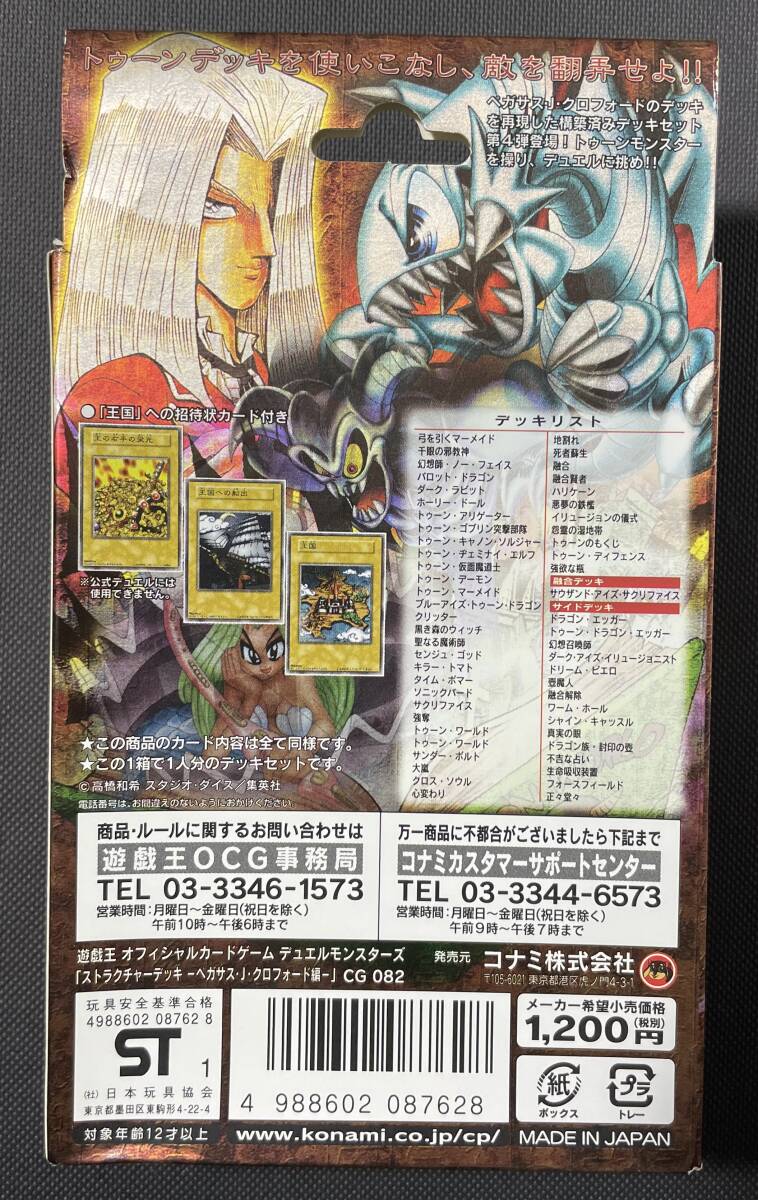 トゥーンデッキを使いこなし、敵を翻弄せよ!!
ペガサス・J・クロフォードのデッキ
を再現した構築済みデッキセット
第4弾登場！トゥーンモンスター
を操り、デュエルに挑め!!
●「王国」への招待状カード付き
王の右手の栄光
王国への船出
王国
※公式デュエルには
使用できません。
デッキリスト
弓を引くマーメイド
千眼の邪教神
幻想師・ノー・フェイス
パロット・ドラゴン
ダーク・ラビット
ホーリー・ドール
トゥーン・アリゲーター
トゥーン・ゴブリン突撃部隊
トゥーン・キャノン・ソルジャー
トゥーン・ヂェミナイ・エルフ
トゥーン・仮面魔道士
トゥーン・デーモン
トゥーン・マーメイド
ブルーアイズ・トゥーン・ドラゴン
クリッター
黒き森のウィッチ
聖なる魔術師
センジュ・ゴッド
キラー・トマト
タイム・ボマー
ソニックバード
サクリファイス
強奪
トゥーン・ワールド
トゥーン・ワールド
サンダー・ボルト
大嵐
クロス・ソウル
心変わり
地割れ
死者蘇生
融合
融合賢者
ハリケーン
悪夢の鉄檻
イリュージョンの儀式
怨霊の湿地帯
トゥーンのもくじ
トゥーン・ディフェンス
強欲な瓶
融合デッキ
サウザンド・アイズ・サクリファイス
サイドデッキ
ドラゴン・エッガー
トゥーン・ドラゴン・エッガー
幻想召喚師
ダーク・アイズ・イリュージョニスト
ドリーム・ピエロ
壺魔人
融合解除
ワーム・ホール
シャイン・キャッスル
真実の眼
ドラゴン族・封印の壺
不吉な占い
生命吸収装置
フォースフィールド
正々堂々
★この商品のカード内容は全て同様です。
★この1箱で1人分のデッキセットです。
©高橋和希 スタジオ・ダイス／集英社
電話番号は、お間違えのないようにおかけください。
商品・ルールに関するお問い合わせは
遊戯王OCG事務局
TEL 03-3346-1573
営業時間：月曜日～金曜日(祝日を除く)
午前10時～午後6時まで
万一商品に不都合がございましたら下記まで
コナミカスタマーサポートセンター
TEL 03-3344-6573
営業時間：月曜日～金曜日(祝日を除く)
午前9時～午後7時まで
遊戯王 オフィシャルカードゲーム デュエルモンスターズ
「ストラクチャーデッキ -ペガサス・J・クロフォード編-」CG 082
発売元 コナミ株式会社
〒105-6021 東京都港区虎ノ門4-3-1
玩具安全基準合格
4988602 08762 8
ST 1
(社)日本玩具協会
東京都墨田区東駒形4-22-4
対象年齢12才以上
4 988602 087628
www.konami.co.jp/cp/
メーカー希望小売価格
1,200円(税別)
紙
ボックス
プラ
トレー
MADE IN JAPAN